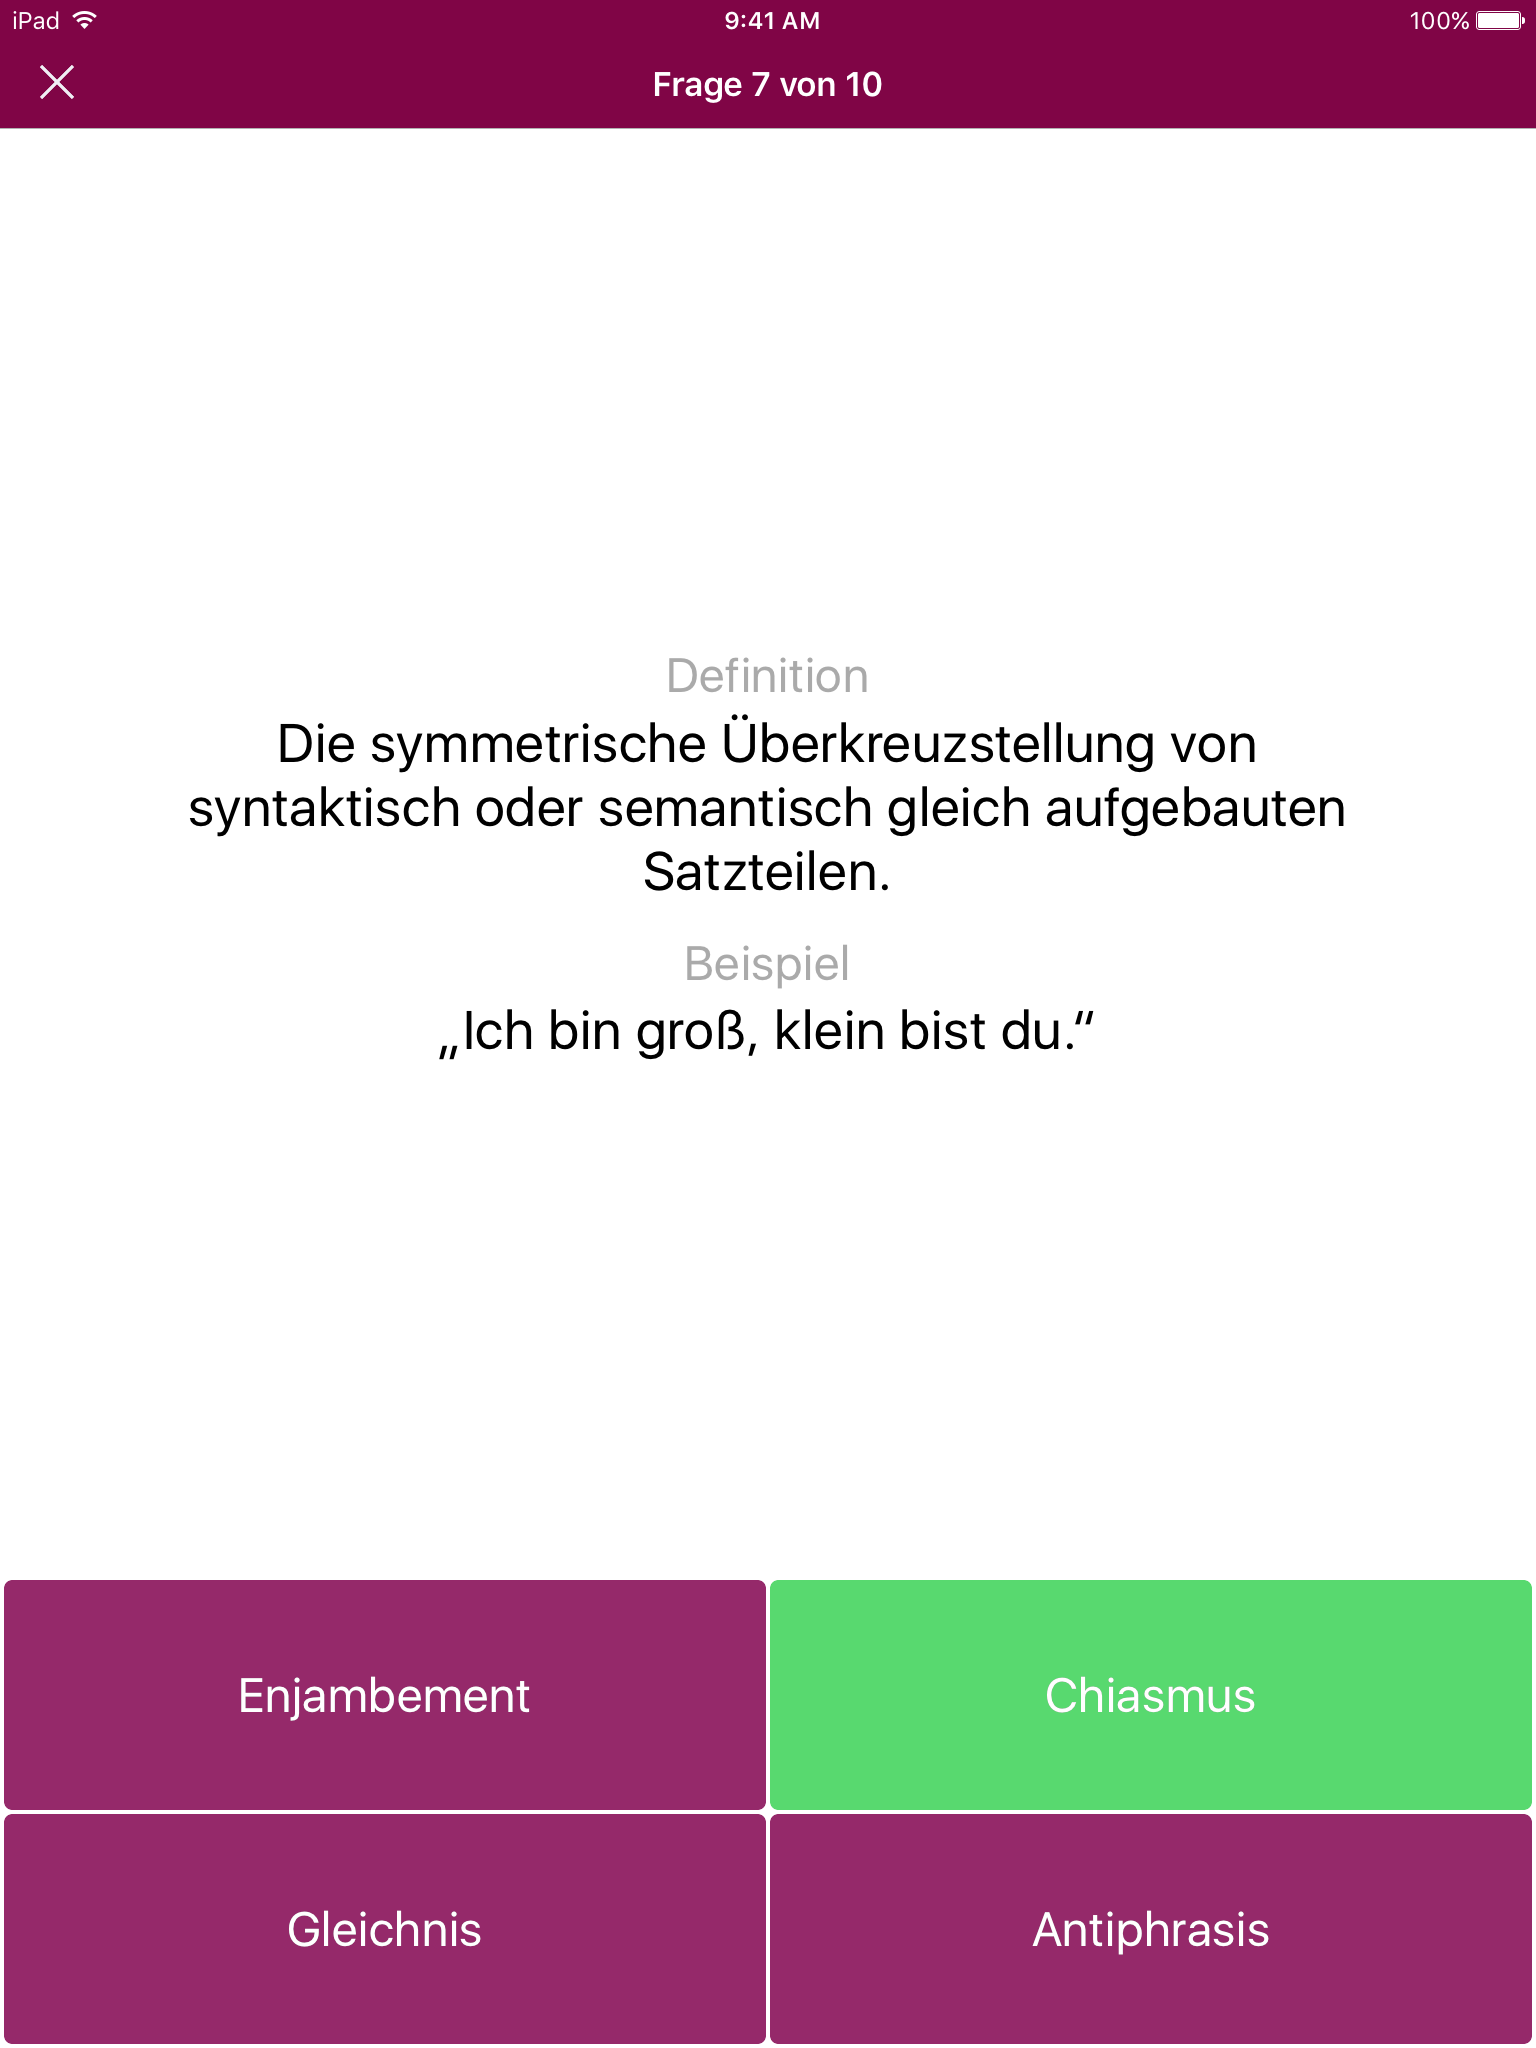 iPad 9:41 AM 100%
Frage 7 von 10
Definition
Die symmetrische Überkreuzstellung von
syntaktisch oder semantisch gleich aufgebauten
Satzteilen.
Beispiel
„Ich bin groß, klein bist du.“
Enjambement
Chiasmus
Gleichnis
Antiphrasis